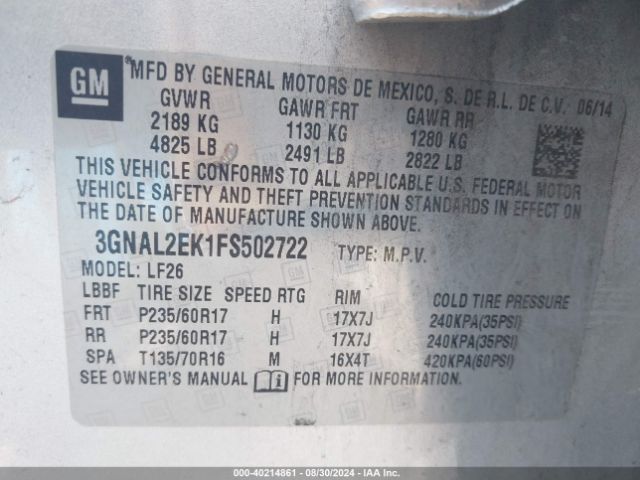 GM
®MFD BY GENERAL MOTORS DE MEXICO, S. DE R.L. DE C.V. 06/14
GVWR GAWR FRT GAWR RR
2189 KG 1130 KG 1280 KG
4825 LB 2491 LB 2822 LB
THIS VEHICLE CONFORMS TO ALL APPLICABLE U.S. FEDERAL MOTOR
VEHICLE SAFETY AND THEFT PREVENTION STANDARDS IN EFFECT ON
THE DATE OF MANUFACTURE SHOWN ABOVE.
3GNAL2EK1FS502722 TYPE: M.P.V.
MODEL: LF26
LBBF TIRE SIZE SPEED RTG RIM COLD TIRE PRESSURE
FRT P235/60R17 H 17X7J 240KPA(35PSI)
RR P235/60R17 H 17X7J 240KPA(35PSI)
SPA T135/70R16 M 16X4T 420KPA(60PSI)
SEE OWNER'S MANUAL FOR MORE INFORMATION.
000-40214861 - 08/30/2024 - IAA Inc.